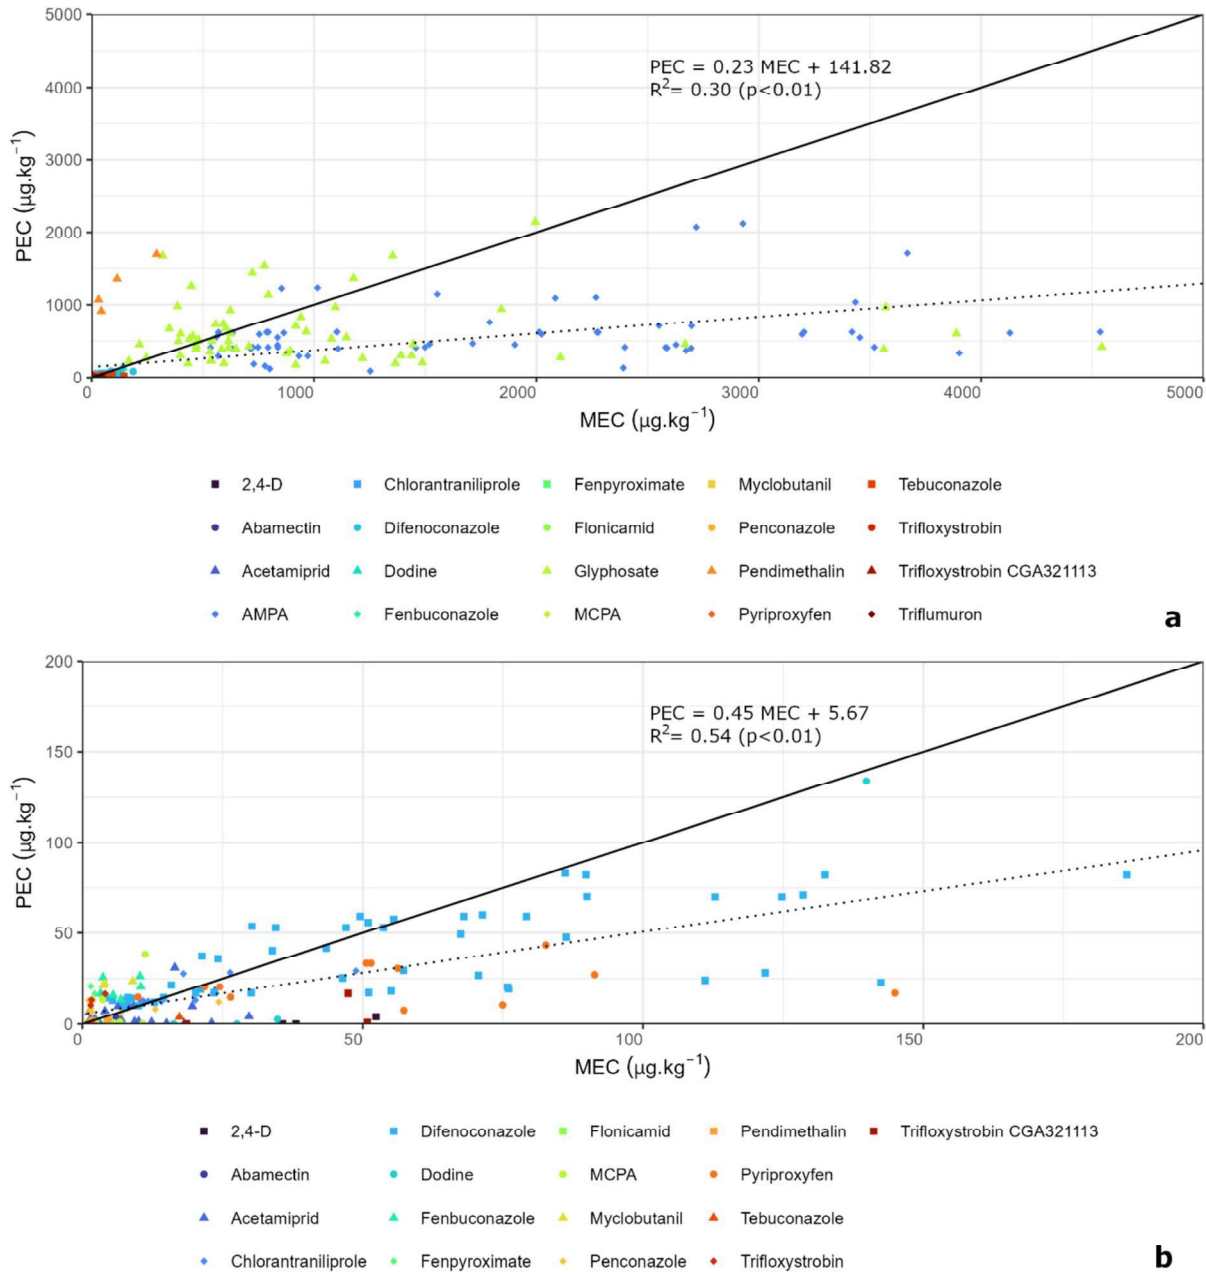 5000
4000
3000
2000
1000
0
PEC (µg.kg⁻¹)
PEC = 0.23 MEC + 141.82
R²= 0.30 (p<0.01)
0 1000 2000 3000 4000 5000
MEC (µg.kg⁻¹)
2,4-D Chlorantraniliprole Fenpyroximate Myclobutanil Tebuconazole
Abamectin Difenoconazole Flonicamid Penconazole Trifloxystrobin
Acetamiprid Dodine Glyphosate Pendimethalin Trifloxystrobin CGA321113
AMPA Fenbuconazole MCPA Pyriproxyfen Triflumuron
a
200
150
100
50
0
PEC (µg.kg⁻¹)
PEC = 0.45 MEC + 5.67
R²= 0.54 (p<0.01)
0 50 100 150 200
MEC (µg.kg⁻¹)
2,4-D Difenoconazole Flonicamid Pendimethalin Trifloxystrobin CGA321113
Abamectin Dodine MCPA Pyriproxyfen
Acetamiprid Fenbuconazole Myclobutanil Tebuconazole
Chlorantraniliprole Fenpyroximate Penconazole Trifloxystrobin
b